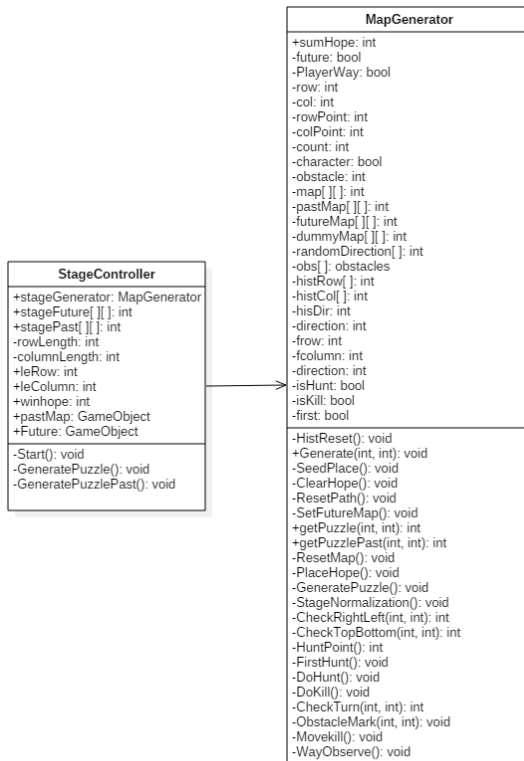 MapGenerator
+sumHope: int
-future: bool
-PlayerWay: bool
-row: int
-col: int
-rowPoint: int
-colPoint: int
-count: int
-character: bool
-obstacle: int
-map[ ][ ]: int
-pastMap[ ][ ]: int
-futureMap[ ][ ]: int
-dummyMap[ ][ ]: int
-randomDirection[ ]: int
-obs[ ]: obstacles
-histRow[ ]: int
-histCol[ ]: int
-hisDir: int
-direction: int
-frow: int
-fcolumn: int
-direction: int
-isHunt: bool
-isKill: bool
-first: bool
-HistReset(): void
+Generate(int, int): void
-SeedPlace(): void
-ClearHope(): void
-ResetPath(): void
-SetFutureMap(): void
+getPuzzle(int, int): int
+getPuzzlePast(int, int): int
-ResetMap(): void
-PlaceHope(): void
-GeneratePuzzle(): void
-StageNormalization(): void
-CheckRightLeft(int, int): int
-CheckTopBottom(int, int): int
-HuntPoint(): int
-FirstHunt(): void
-DoHunt(): void
-DoKill(): void
-CheckTurn(int, int): int
-ObstacleMark(int, int): void
-Movekill(): void
-WayObserve(): void
StageController
+stageGenerator: MapGenerator
+stageFuture[ ][ ]: int
+stagePast[ ][ ]: int
-rowLength: int
-columnLength: int
+leRow: int
+leColumn: int
+winhope: int
+pastMap: GameObject
+Future: GameObject
-Start(): void
-GeneratePuzzle(): void
-GeneratePuzzlePast(): void